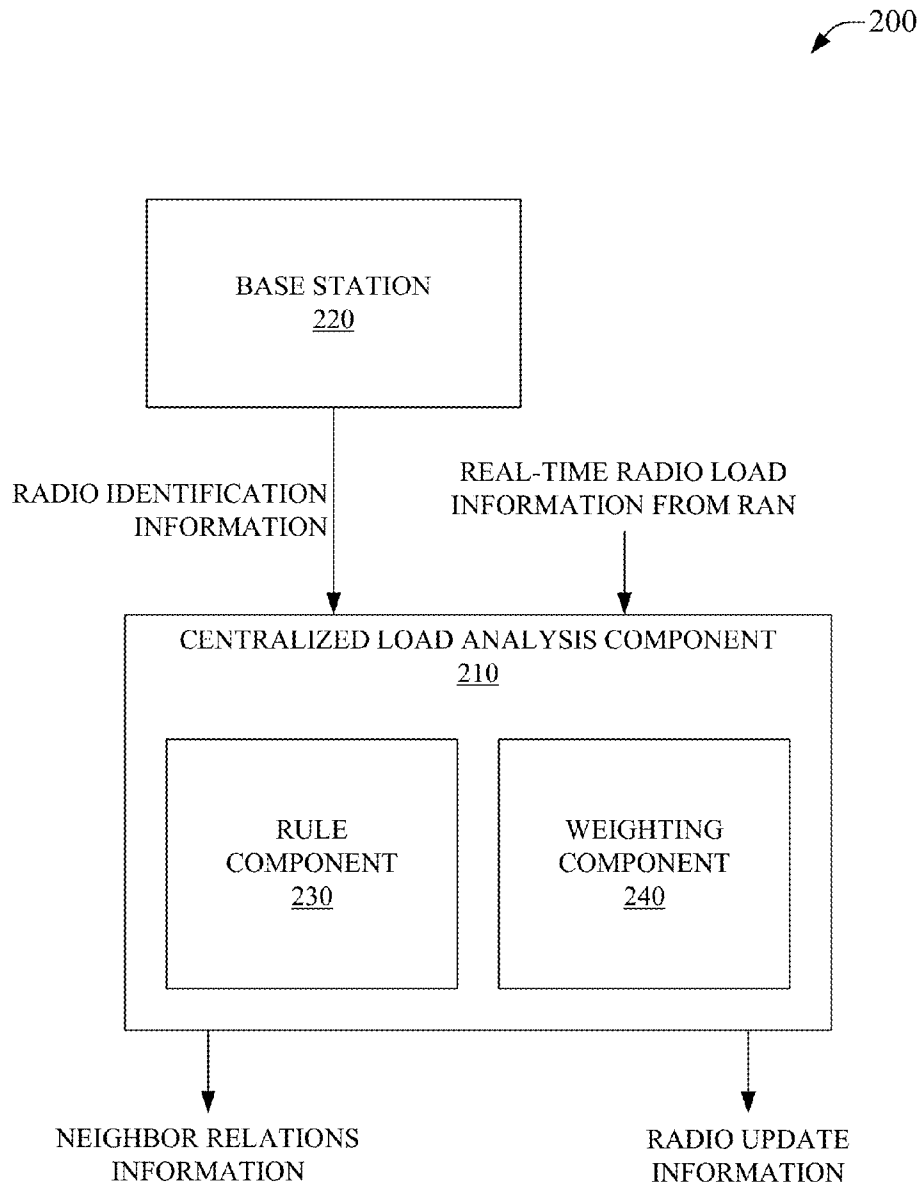 200
BASE STATION
220
RADIO IDENTIFICATION
INFORMATION
REAL-TIME RADIO LOAD
INFORMATION FROM RAN
CENTRALIZED LOAD ANALYSIS COMPONENT
210
RULE
COMPONENT
230
WEIGHTING
COMPONENT
240
NEIGHBOR RELATIONS
INFORMATION
RADIO UPDATE
INFORMATION